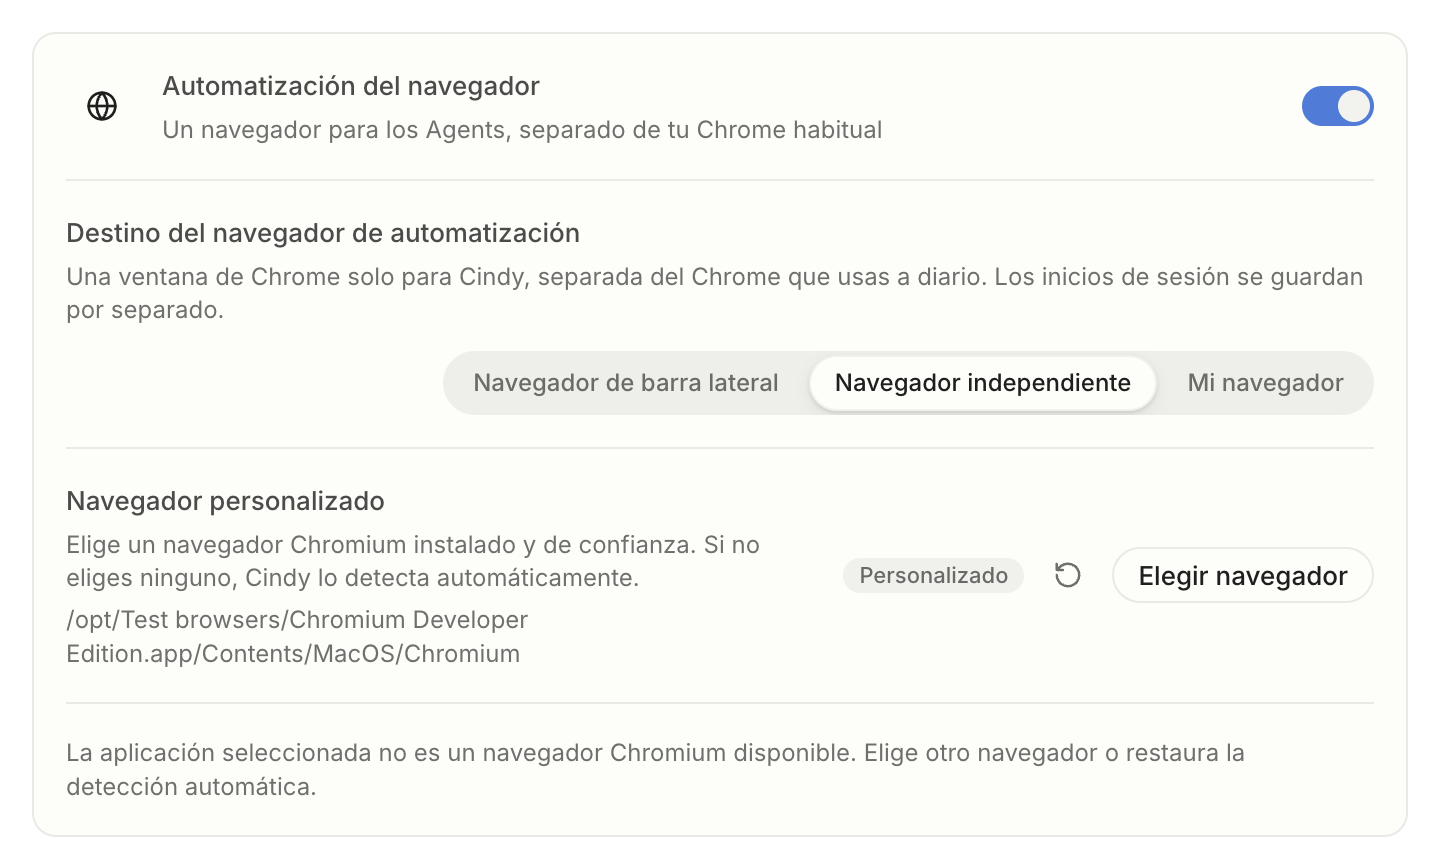 Automatización del navegador
Un navegador para los Agents, separado de tu Chrome habitual
Destino del navegador de automatización
Una ventana de Chrome solo para Cindy, separada del Chrome que usas a diario. Los inicios de sesión se guardan
por separado.
Navegador de barra lateral
Navegador independiente
Mi navegador
Navegador personalizado
Elige un navegador Chromium instalado y de confianza. Si no
eliges ninguno, Cindy lo detecta automáticamente.
/opt/Test browsers/Chromium Developer
Edition.app/Contents/MacOS/Chromium
Personalizado
Elegir navegador
La aplicación seleccionada no es un navegador Chromium disponible. Elige otro navegador o restaura la
detección automática.